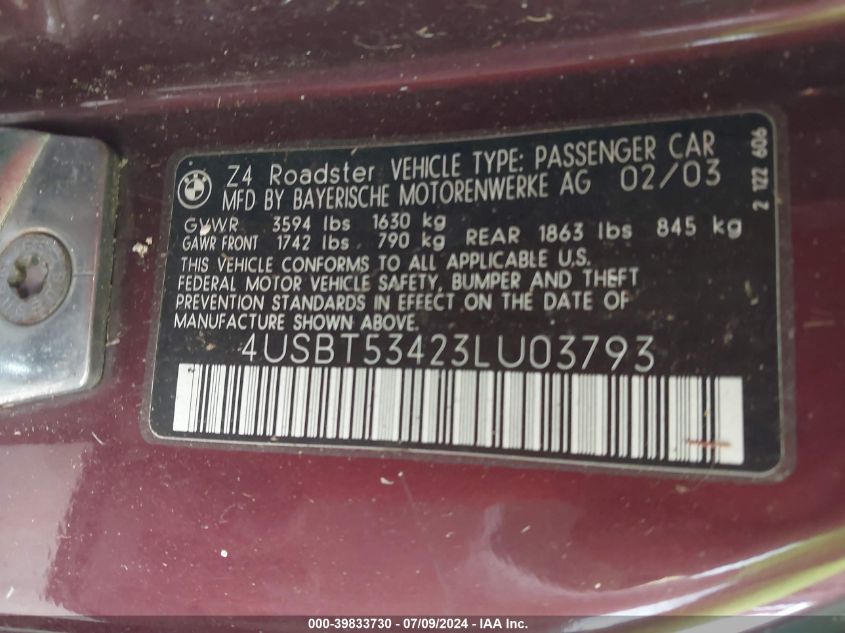 BMW
Z4 Roadster VEHICLE TYPE: PASSENGER CAR
MFD BY BAYERISCHE MOTORENWERKE AG 02/03
GVWR 3594 lbs 1630 kg
GAWR FRONT 1742 lbs 790 kg REAR 1863 lbs 845 kg
THIS VEHICLE CONFORMS TO ALL APPLICABLE U.S.
FEDERAL MOTOR VEHICLE SAFETY, BUMPER AND THEFT
PREVENTION STANDARDS IN EFFECT ON THE DATE OF
MANUFACTURE SHOWN ABOVE.
4USBT53423LU03793
2 122 606
000-39833730 - 07/09/2024 - IAA Inc.